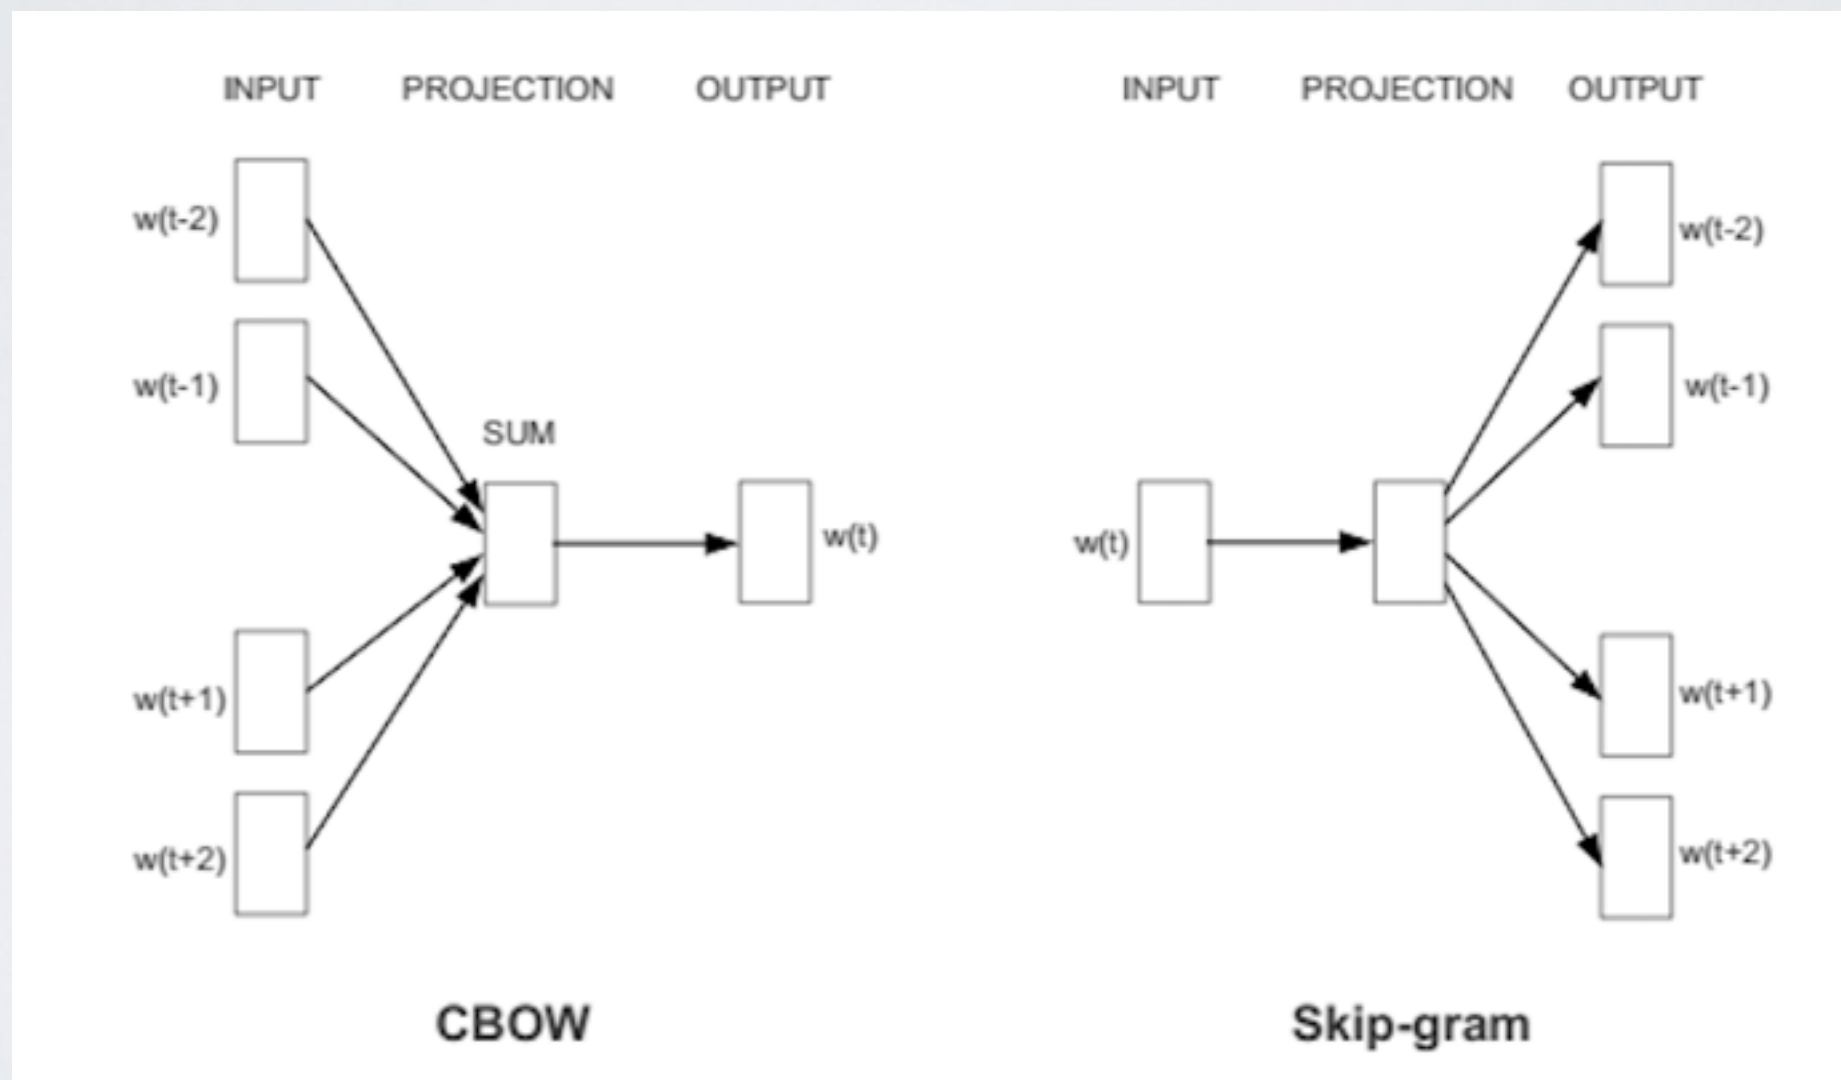 INPUT PROJECTION OUTPUT
w(t-2)
w(t-1)
SUM
w(t)
w(t+1)
w(t+2)
CBOW
INPUT PROJECTION OUTPUT
w(t-2)
w(t-1)
w(t)
w(t+1)
w(t+2)
Skip-gram